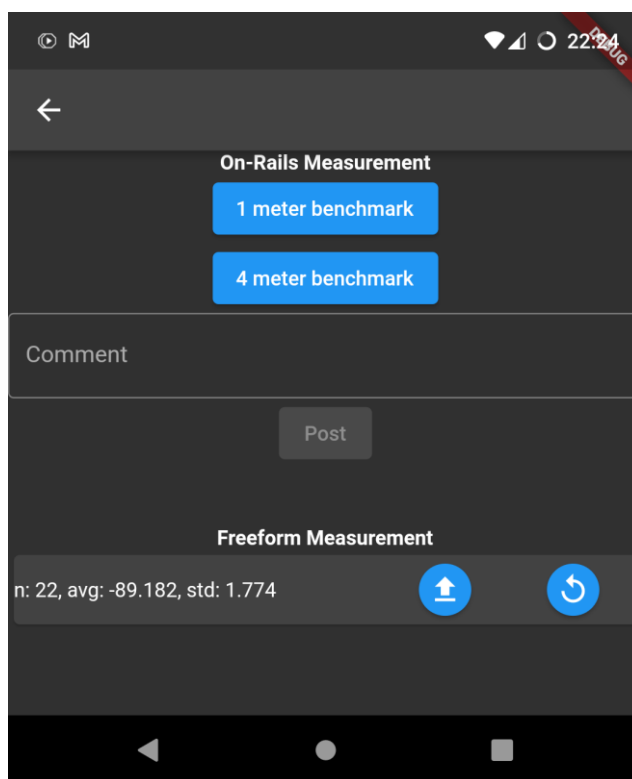 22:24
DEBUG
On-Rails Measurement
1 meter benchmark
4 meter benchmark
Comment
Post
Freeform Measurement
n: 22, avg: -89.182, std: 1.774